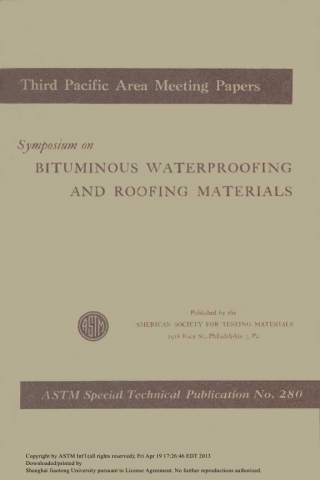 Third Pacific Area Meeting Papers
Symposium on
BITUMINOUS WATERPROOFING
AND ROOFING MATERIALS
Published by the
ASTM
AMERICAN SOCIETY FOR TESTING MATERIALS
1916 Race St., Philadelphia 3, Pa.
ASTM Special Technical Publication No. 280
Copyright by ASTM Int'l (all rights reserved); Fri Apr 19 17:26:46 EDT 2013
Downloaded/printed by
Shanghai Jiaotong University pursuant to License Agreement. No further reproductions authorized.